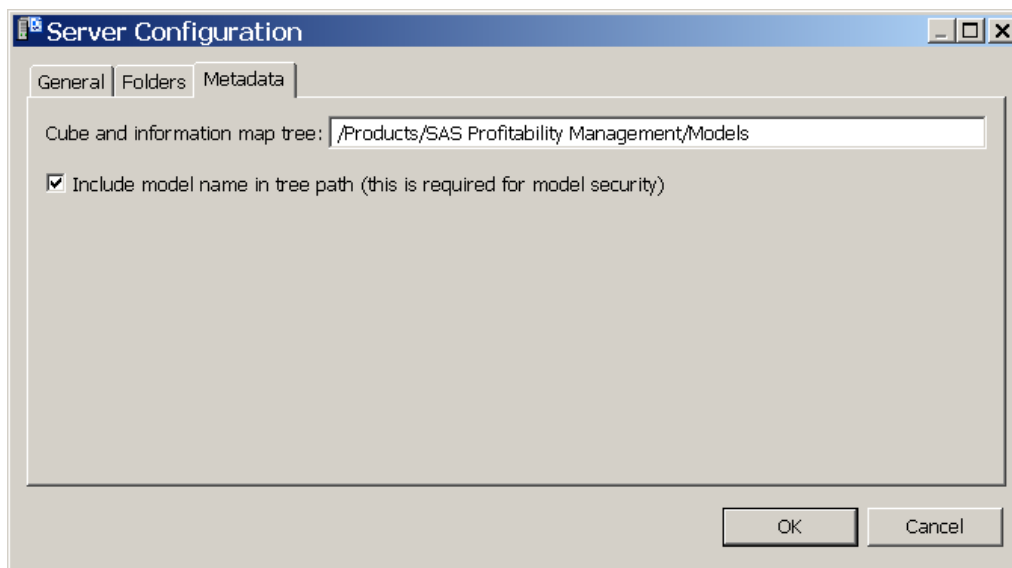 Server Configuration
General Folders Metadata
Cube and information map tree: /Products/SAS Profitability Management/Models
Include model name in tree path (this is required for model security)
OK Cancel